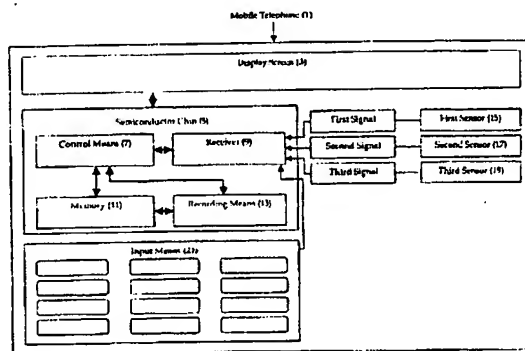 Mobile Telephone (1)
Display Screen (3)
Semiconductor Chip (5)
Control Means (7)
Receiver (9)
Memory (11)
Recording Means (13)
First Signal
First Sensor (15)
Second Signal
Second Sensor (17)
Third Signal
Third Sensor (19)
Input Means (21)